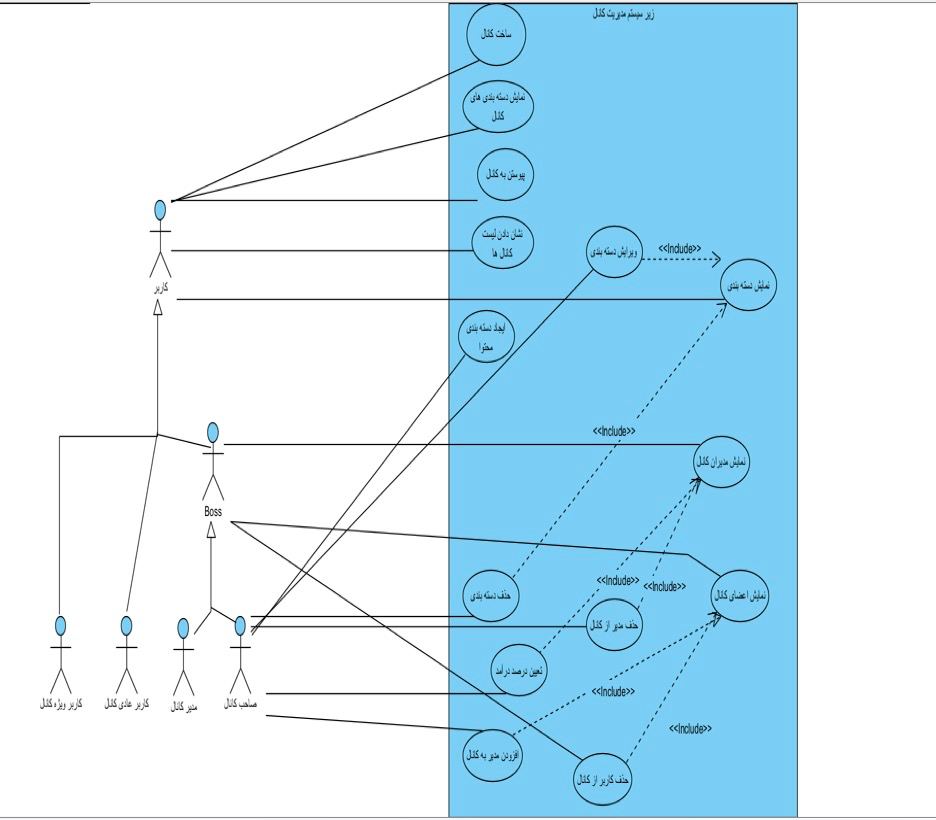 زیر سیستم مدیریت کانال
ساخت کانال
نمایش دسته بندی های
کانال
پیوستن به کانال
نشان دادن لیست
کانال ها
ویرایش دسته بندی
<<Include>>
نمایش دسته بندی
کاربر
ایجاد دسته بندی
محتوا
<<Include>>
نمایش مدیران کانال
Boss
<<Include>>
<<Include>>
حذف دسته بندی
نمایش اعضای کانال
حذف مدیر از کانال
تعیین درصد درآمد
<<Include>>
کاربر ویژه کانال
کاربر عادی کانال
مدیر کانال
صاحب کانال
<<Include>>
افزودن مدیر به کانال
حذف کاربر از کانال